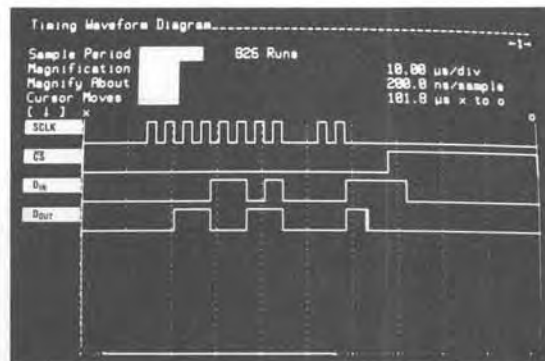 Timing Waveform Diagram
←1→
Sample Period 826 Runs
Magnification 10.00 µs/div
Magnify About 200.0 ns/sample
Cursor Moves 101.8 µs x to o
[ ↓ ] x o
SCLK
CS
DIN
DOUT